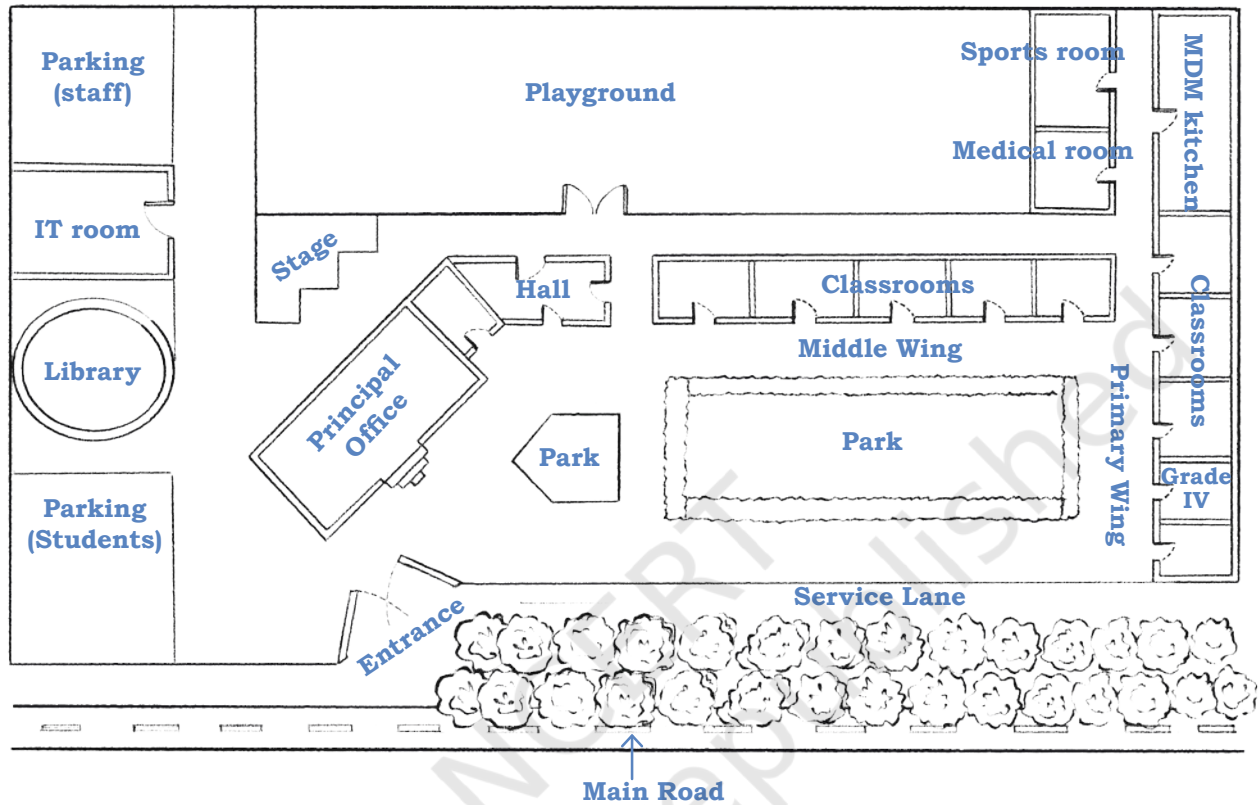 Parking
(staff)
Playground
Sports room
MDM kitchen
Medical room
IT room
Stage
Hall
Classrooms
Classrooms
Library
Principal
Office
Middle Wing
Park
Park
Primary Wing
Grade
IV
Parking
(Students)
Entrance
Service Lane
Main Road